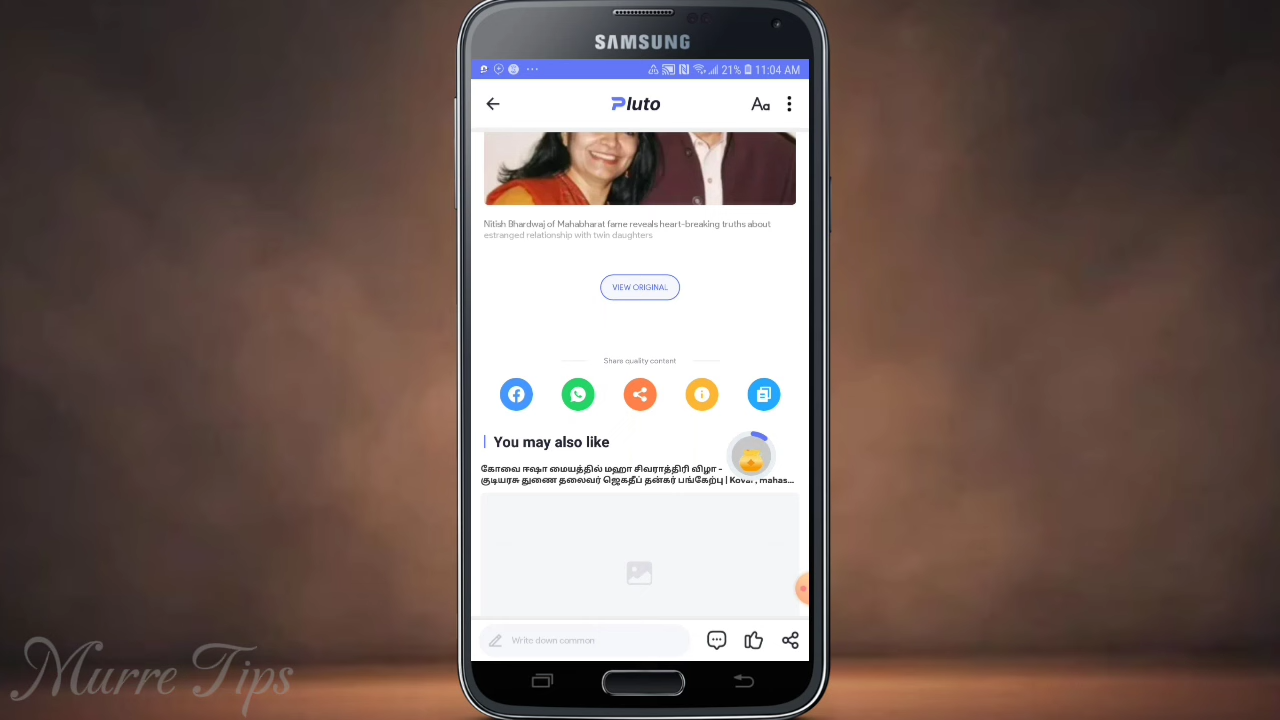 SAMSUNG
21% 11:04 AM
Pluto Aa
Nitish Bhardwaj of Mahabharat fame reveals heart-breaking truths about
estranged relationship with twin daughters
VIEW ORIGINAL
Share quality content
You may also like
கோவை ஈஷா மையத்தில் மஹா சிவராத்திரி விழா -
குடியரசு துணை தலைவர் ஜெகதீப் தன்கர் பங்கேற்பு | Kovai, mahas...
Write down common
Murre Tips